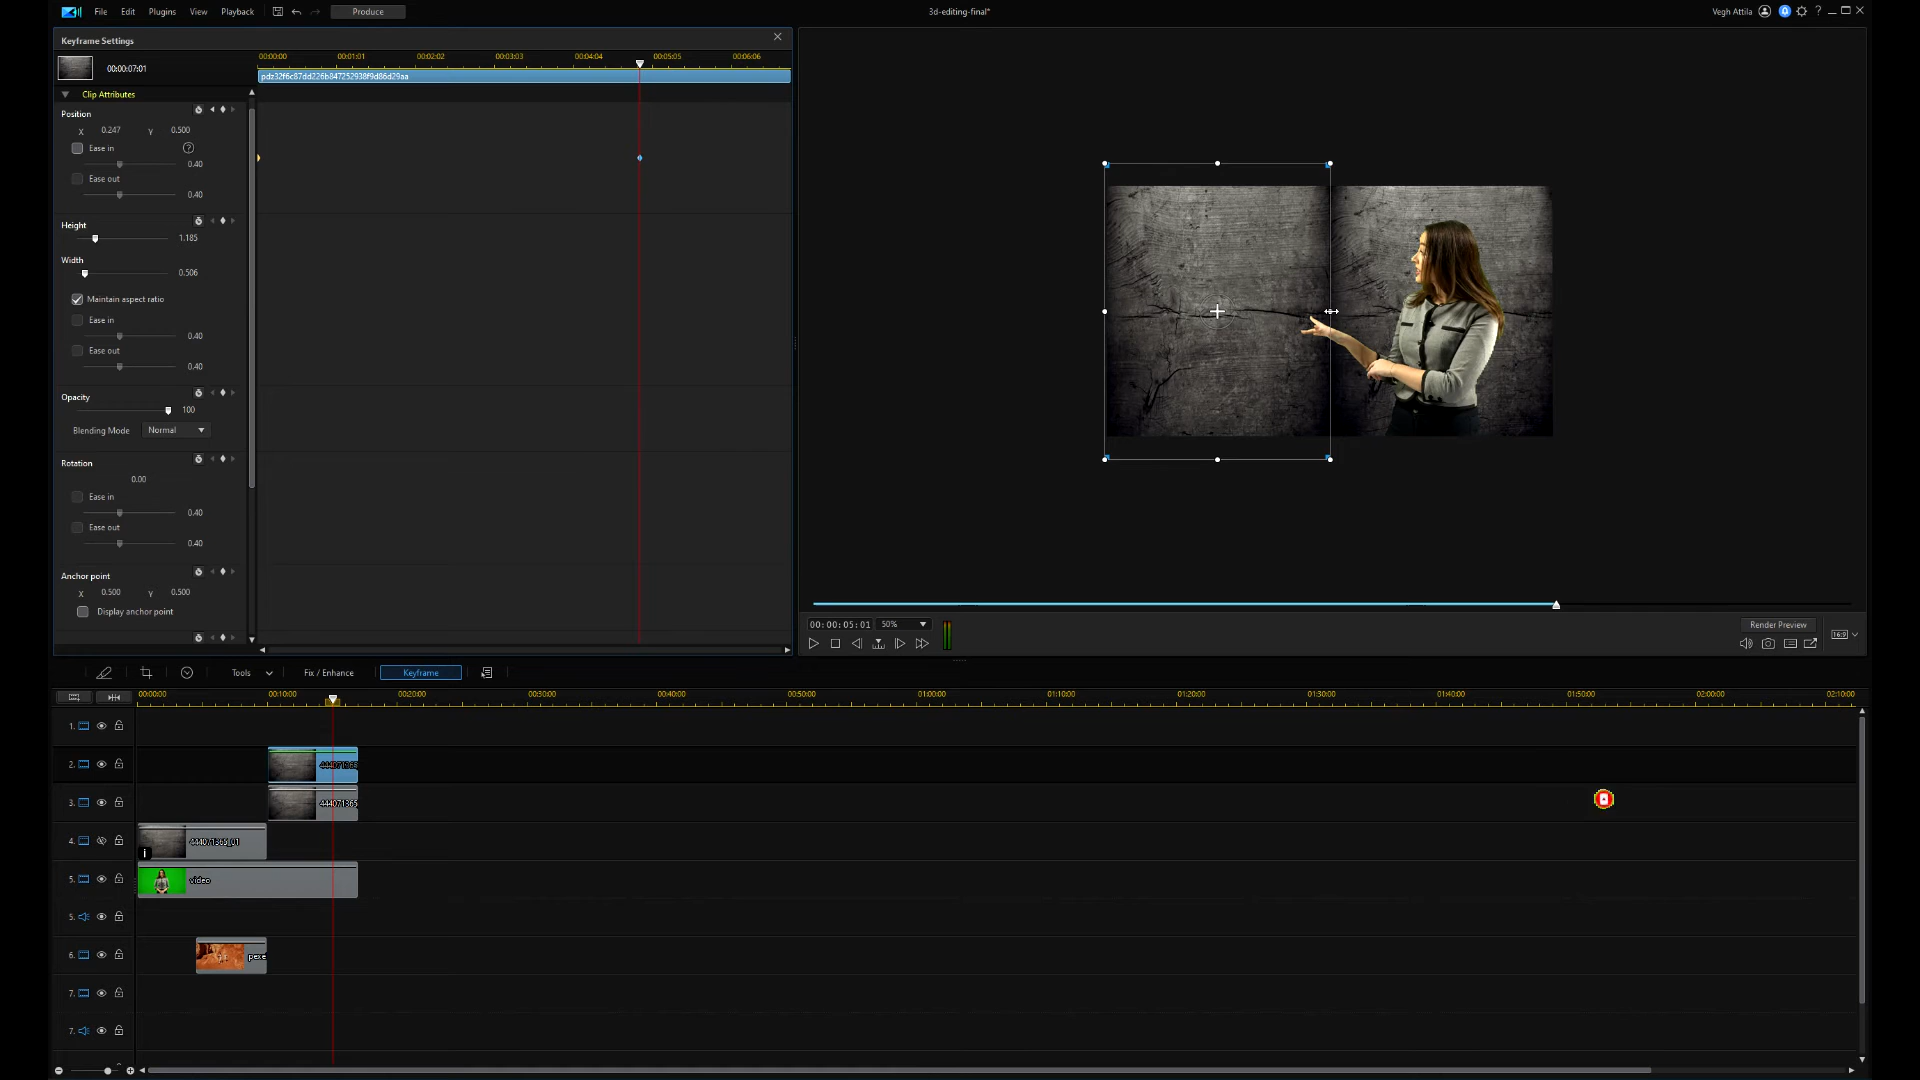 File Edit Plugins View Playback Produce 3d-editing-final* Vegh Attila
Keyframe Settings
00:00:07:01
00:00:00 00:01:01 00:02:02 00:03:03 00:04:04 00:05:05 00:06:06
pdz32f6c87dd226b847252938f9d86d29aa
Clip Attributes
Position
X 0.247 Y 0.500
Ease in
0.40
Ease out
0.40
Height
1.185
Width
0.506
Maintain aspect ratio
Ease in
0.40
Ease out
0.40
Opacity
100
Blending Mode Normal
Rotation
0.00
Ease in
0.40
Ease out
0.40
Anchor point
X 0.500 Y 0.500
Display anchor point
00:00:05:01 50% Render Preview
16:9
Tools Fix / Enhance Keyframe
00:00:00 00:10:00 00:20:00 00:30:00 00:40:00 00:50:00 01:00:00 01:10:00 01:20:00 01:30:00 01:40:00 01:50:00 02:00:00 02:10:00
1.
2. 444071365
3. 444071365
4. 444071365_01
5. video
5.
6. pexe
7.
7.